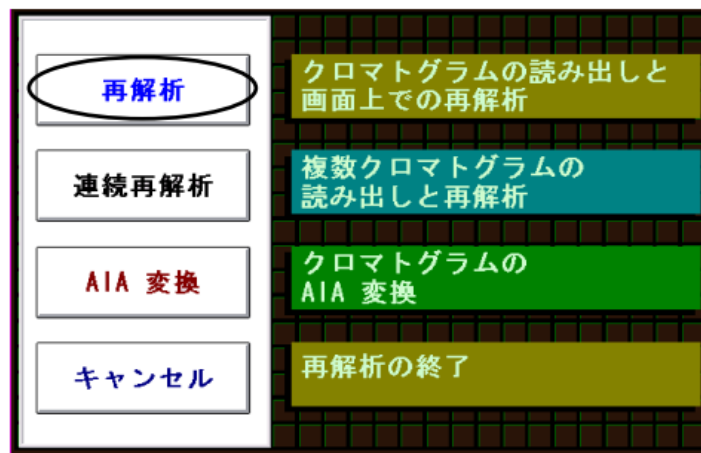 再解析
クロマトグラムの読み出しと
画面上での再解析
連続再解析
複数クロマトグラムの
読み出しと再解析
AIA 変換
クロマトグラムの
AIA 変換
キャンセル
再解析の終了